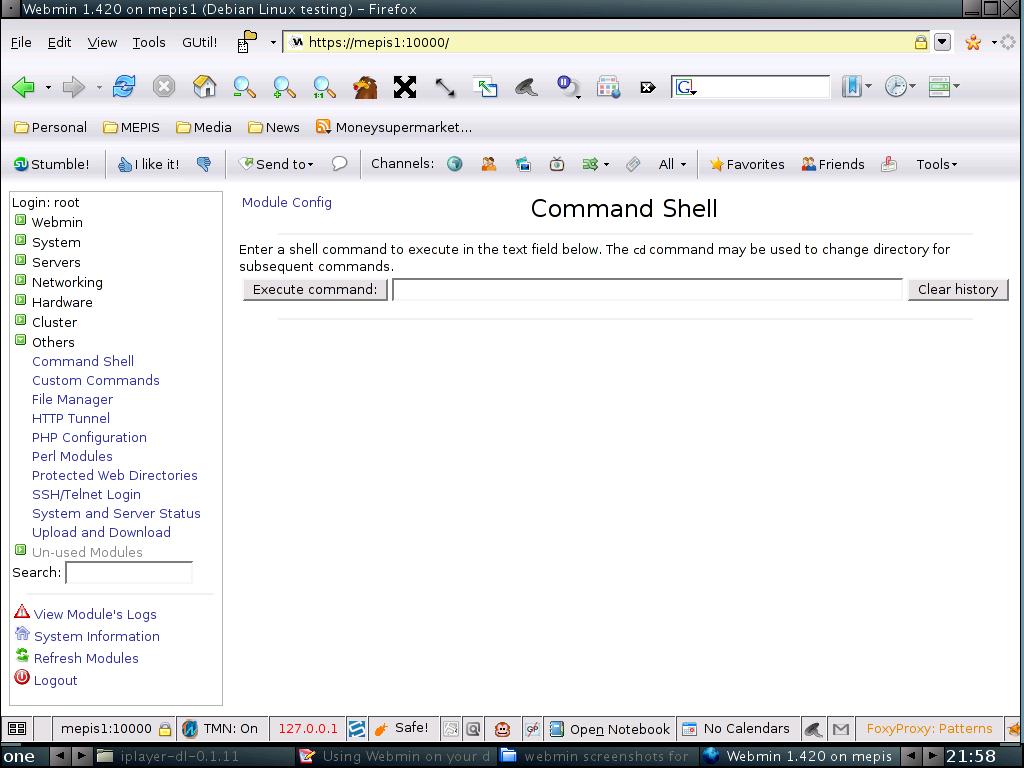 Webmin 1.420 on mepis1 (Debian Linux testing) – Firefox
File Edit View Tools GUtil! https://mepis1:10000/
1:1 G
Personal MEPIS Media News Moneysupermarket...
Stumble! I like it! Send to Channels: All Favorites Friends Tools
Login: root
Webmin
System
Servers
Networking
Hardware
Cluster
Others
Command Shell
Custom Commands
File Manager
HTTP Tunnel
PHP Configuration
Perl Modules
Protected Web Directories
SSH/Telnet Login
System and Server Status
Upload and Download
Un-used Modules
Search:
View Module's Logs
System Information
Refresh Modules
Logout
Module Config
Command Shell
Enter a shell command to execute in the text field below. The cd command may be used to change directory for
subsequent commands.
Execute command: Clear history
mepis1:10000 TMN: On 127.0.0.1 Safe! GP Open Notebook No Calendars FoxyProxy: Patterns
one iplayer-dl-0.1.11 Using Webmin on your d webmin screenshots for Webmin 1.420 on mepis 21:58